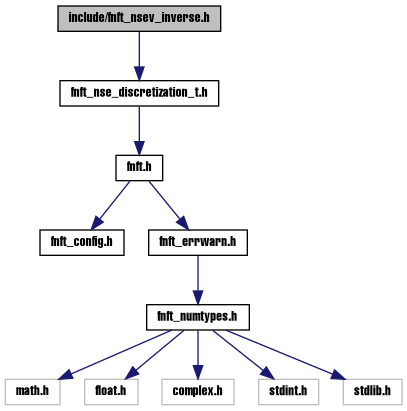 include/fnft_nsev_inverse.h
fnft_nse_discretization_t.h
fnft.h
fnft_config.h
fnft_errwarn.h
fnft_numtypes.h
math.h
float.h
complex.h
stdint.h
stdlib.h